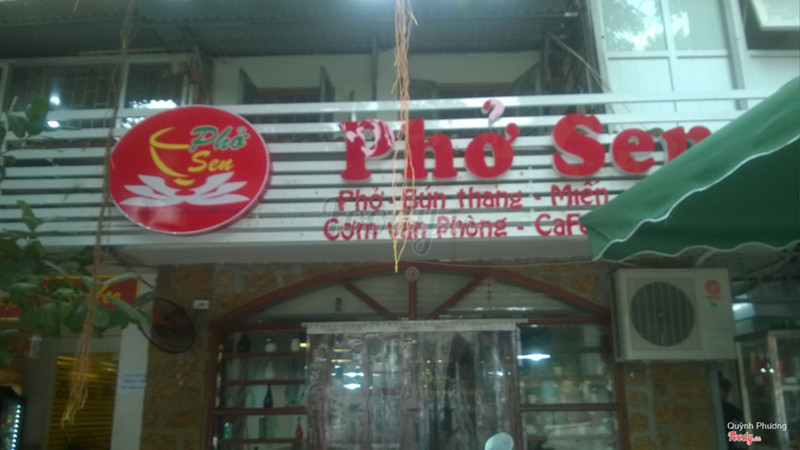 Phở
Sen
Phở Sen
Phở - Bún thang - Miến
Cơm văn Phòng - CaFe
Quỳnh Phương
Foody.vn